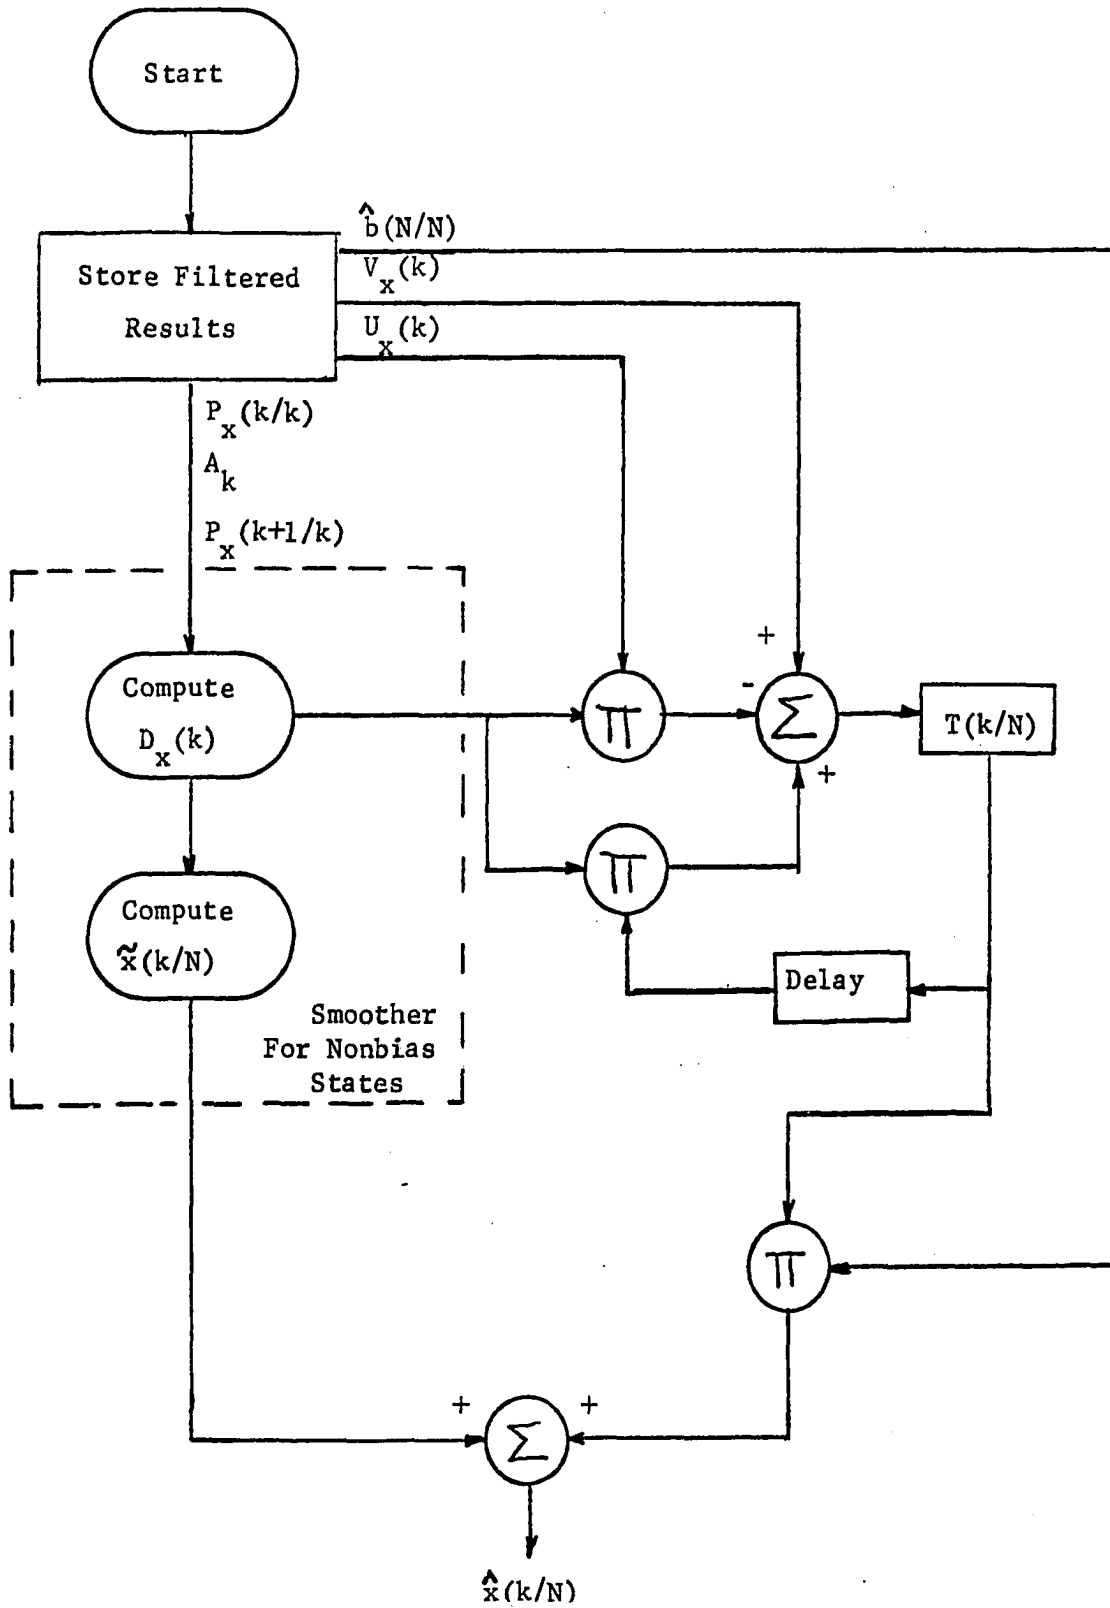 Start
b̂(N/N)
V_x(k)
U_x(k)
Store Filtered
Results
P_x(k/k)
A_k
P_x(k+1/k)
Compute
D_x(k)
Compute
x̃(k/N)
Smoother
For Nonbias
States
Π
-
+
Σ
+
T(k/N)
Π
Delay
Π
+
Σ
+
x̂(k/N)